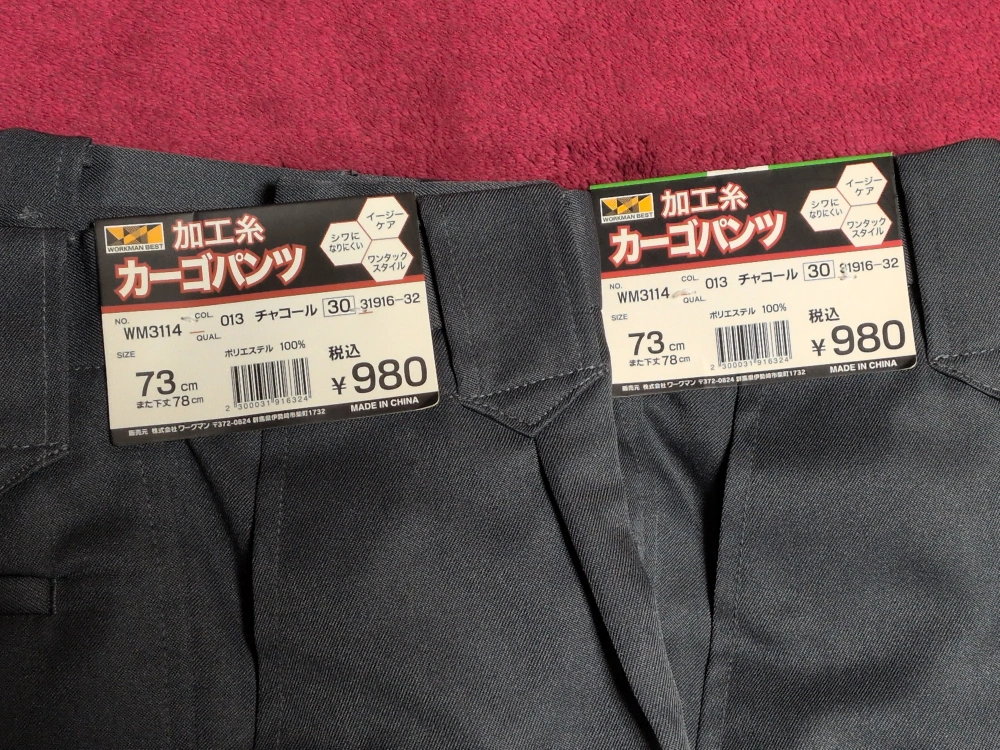 WORKMAN BEST
加工糸
カーゴパンツ
イージー
ケア
シワに
なりにくい
ワンタック
スタイル
NO.
WM3114
COL.
QUAL.
013 チャコール 30 31916-32
ポリエステル 100%
SIZE
73cm
また下丈78cm
2 300031 916324
税込
¥980
MADE IN CHINA
発売元 株式会社ワークマン 〒372-0824 群馬県伊勢崎市柴町1732
WORKMAN BEST
加工糸
カーゴパンツ
イージー
ケア
シワに
なりにくい
ワンタック
スタイル
NO.
WM3114
COL.
QUAL.
013 チャコール 30 31916-32
ポリエステル 100%
SIZE
73cm
また下丈78cm
2 300031 916324
税込
¥980
MADE IN CHINA
発売元 株式会社ワークマン 〒372-0824 群馬県伊勢崎市柴町1732